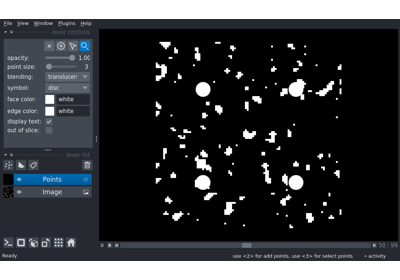 File View Window Plugins Help
layer controls
opacity: 1.00
point size: 3
blending: translucen
symbol: disc
face color: white
edge color: white
display text:
out of slice:
layer list
Points
Image
0 50 99
Ready use <2> for add points, use <3> for select points activity